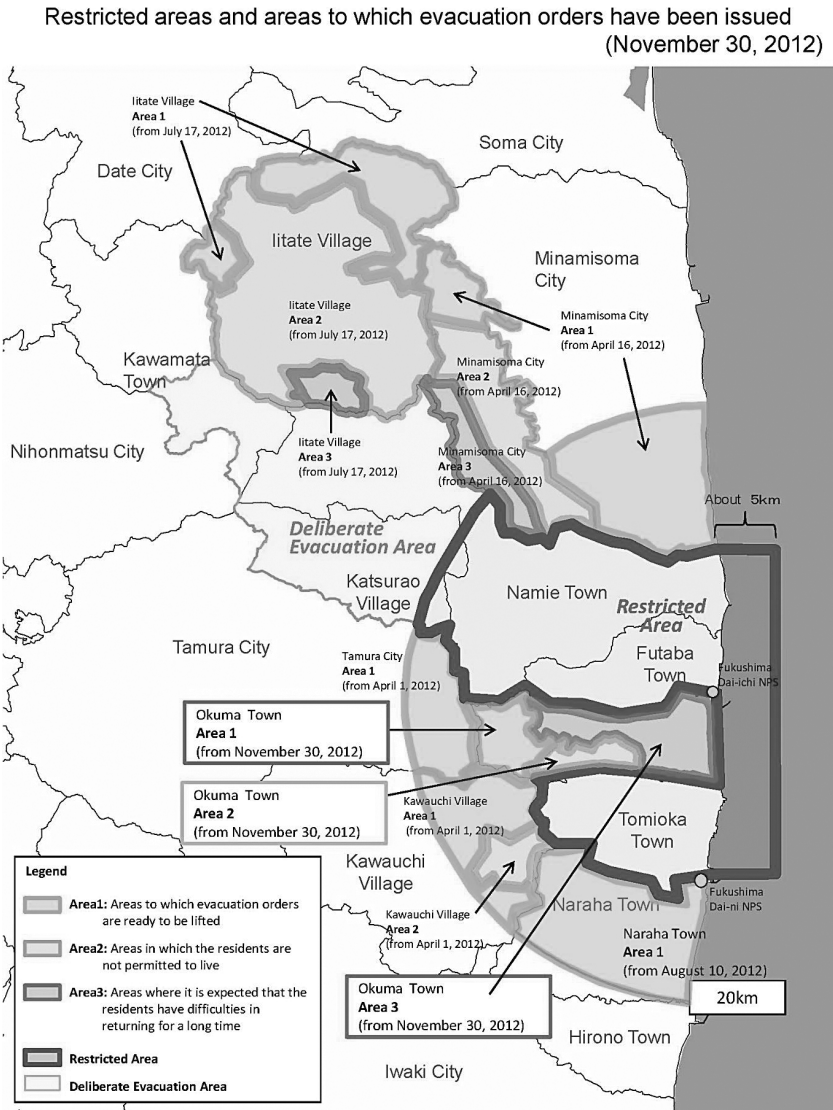 Restricted areas and areas to which evacuation orders have been issued
(November 30, 2012)
Iitate Village
Area 1
(from July 17, 2012)
Soma City
Date City
Iitate Village
Minamisoma
City
Iitate Village
Area 2
(from July 17, 2012)
Minamisoma City
Area 1
(from April 16, 2012)
Kawamata
Town
Minamisoma City
Area 2
(from April 16, 2012)
Nihonmatsu City
Iitate Village
Area 3
(from July 17, 2012)
Minamisoma City
Area 3
(from April 16, 2012)
About 5km
Deliberate
Evacuation Area
Katsurao
Village
Namie Town
Restricted
Area
Futaba
Town
Tamura City
Tamura City
Area 1
(from April 1, 2012)
Fukushima
Dai-ichi NPS
Okuma Town
Area 1
(from November 30, 2012)
Okuma Town
Area 2
(from November 30, 2012)
Kawauchi Village
Area 1
(from April 1, 2012)
Tomioka
Town
Kawauchi
Village
Fukushima
Dai-ni NPS
Kawauchi Village
Area 2
(from April 1, 2012)
Naraha Town
Naraha Town
Area 1
(from August 10, 2012)
Okuma Town
Area 3
(from November 30, 2012)
20km
Hirono Town
Iwaki City
Legend
Area1: Areas to which evacuation orders
are ready to be lifted
Area2: Areas in which the residents are
not permitted to live
Area3: Areas where it is expected that the
residents have difficulties in
returning for a long time
Restricted Area
Deliberate Evacuation Area